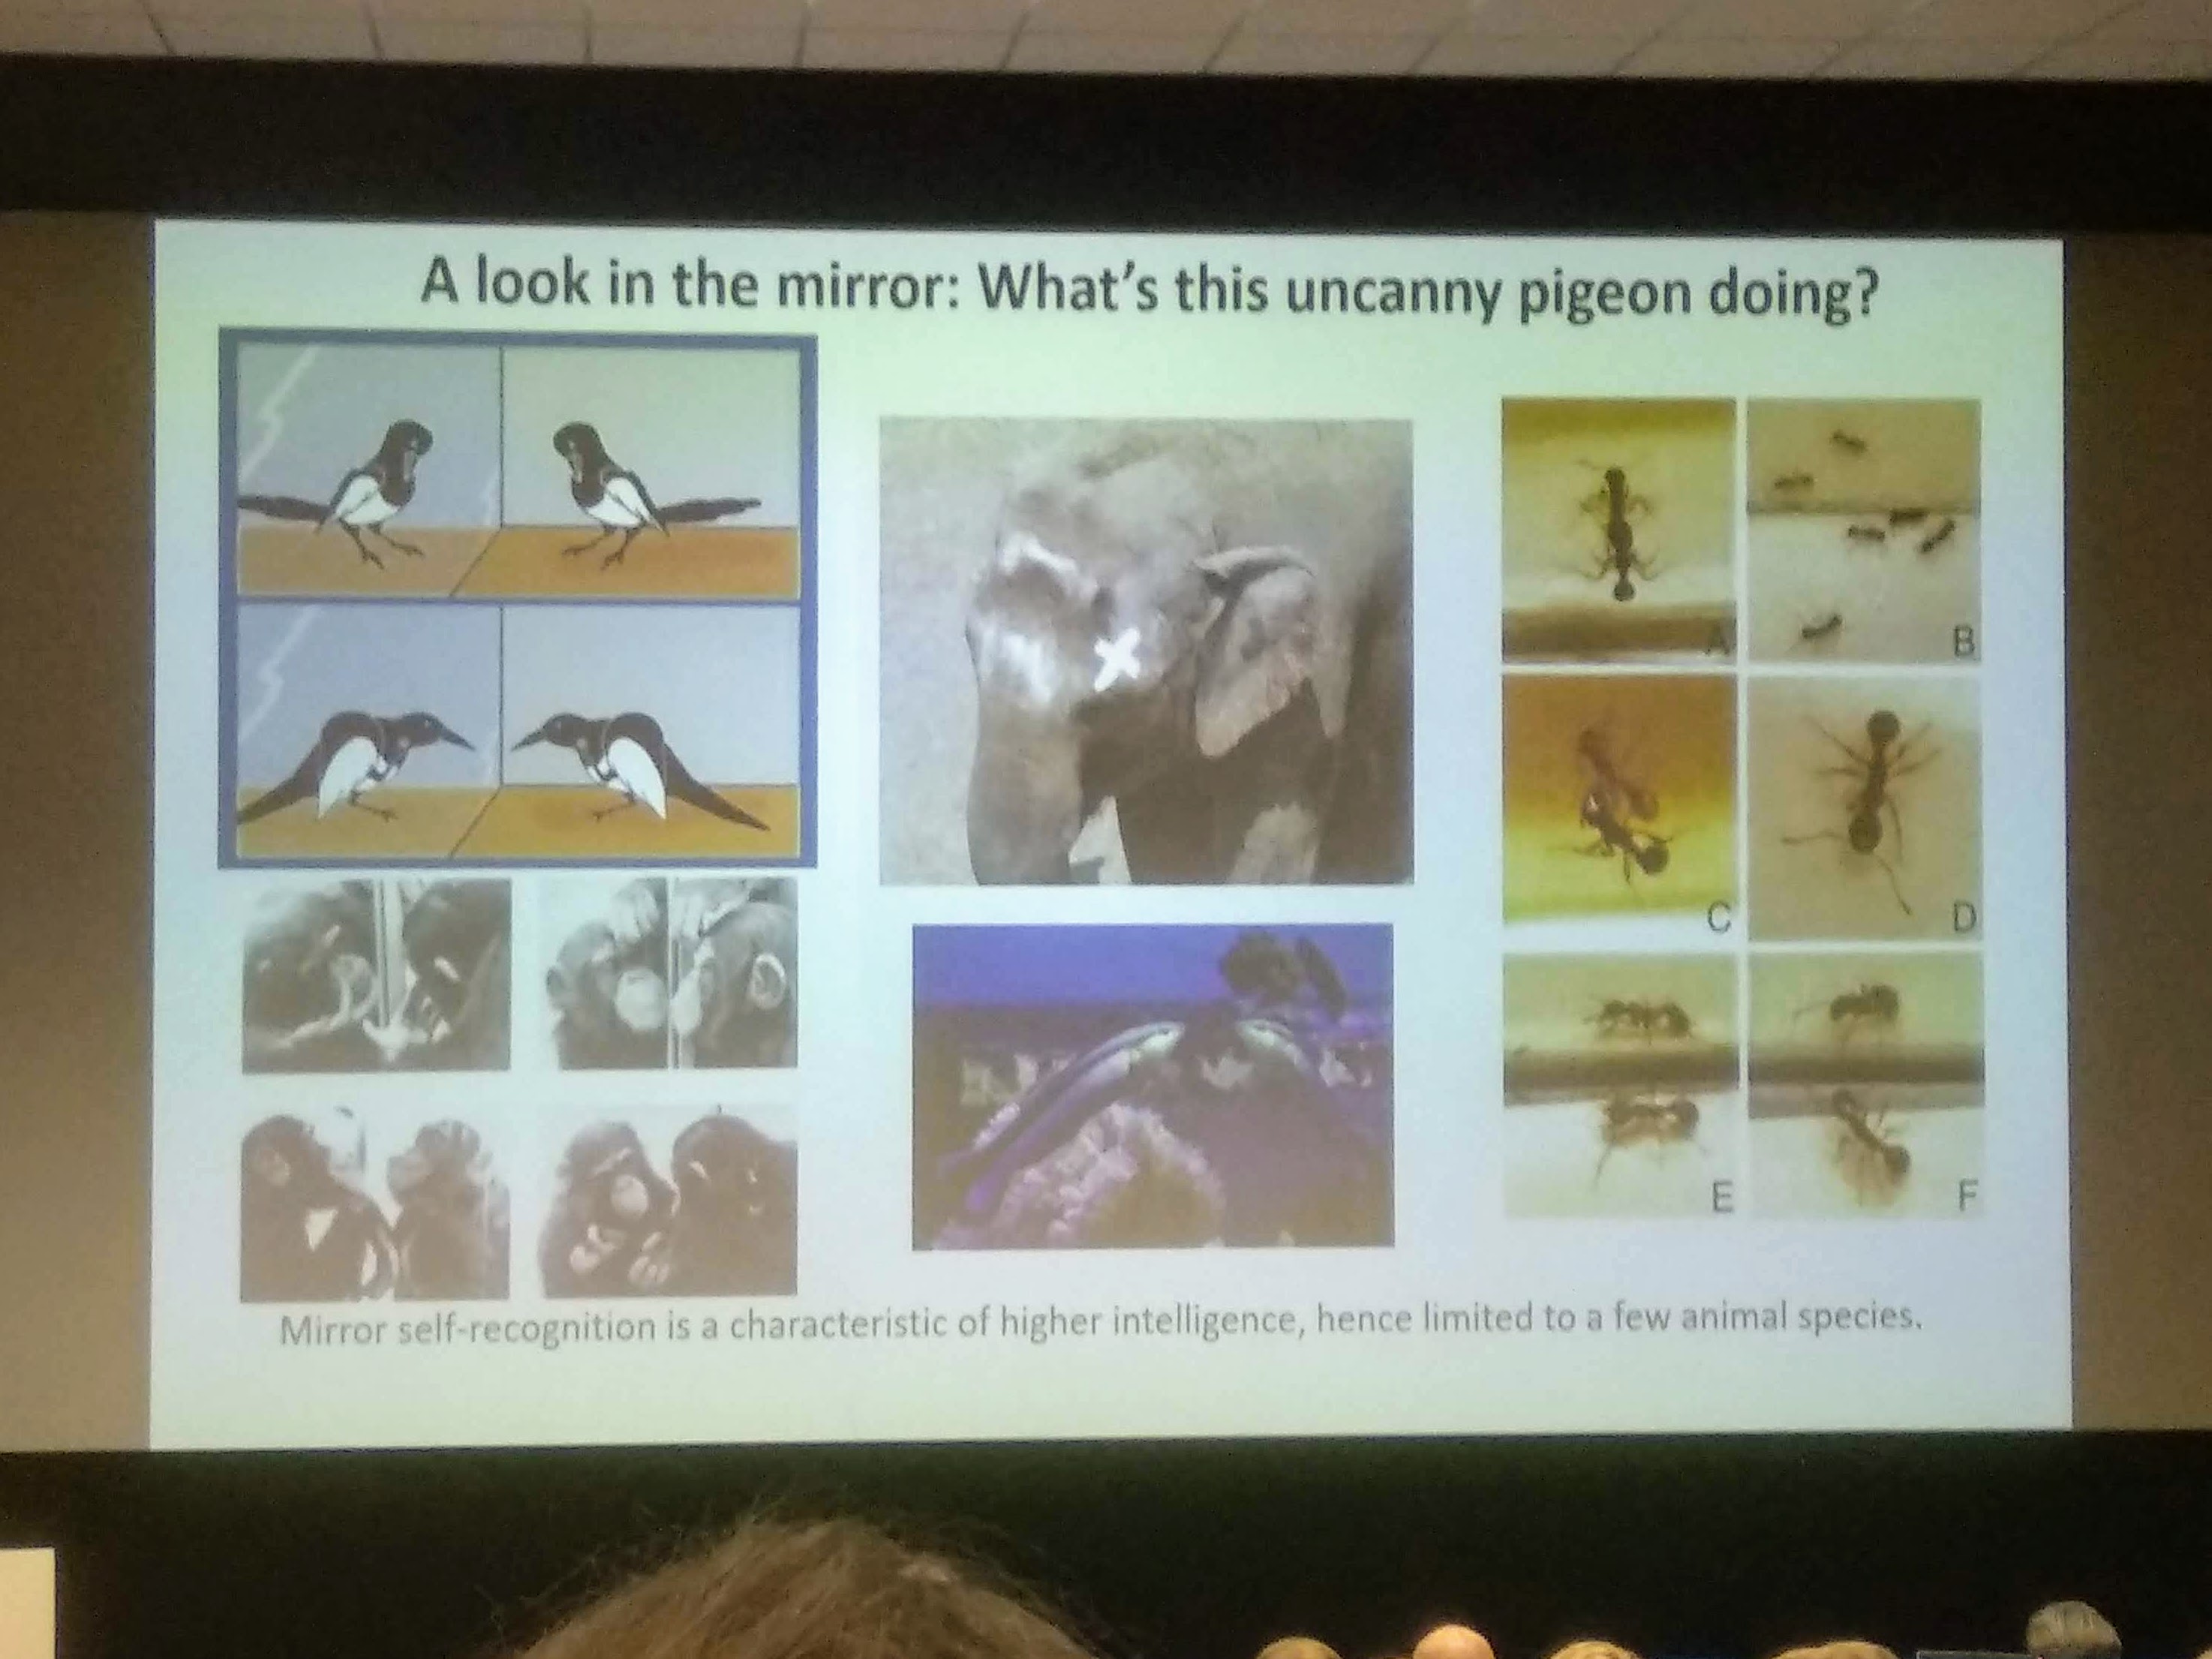 A look in the mirror: What's this uncanny pigeon doing?
A
B
C
D
E
F
Mirror self-recognition is a characteristic of higher intelligence, hence limited to a few animal species.